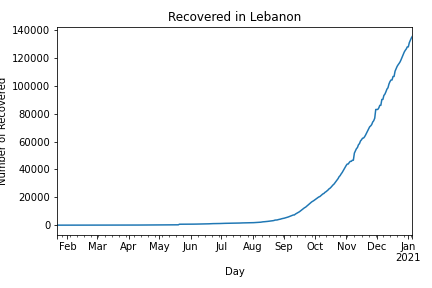 Recovered in Lebanon
Number of Recovered
140000
120000
100000
80000
60000
40000
20000
0
Feb Mar Apr May Jun Jul Aug Sep Oct Nov Dec Jan
2021
Day